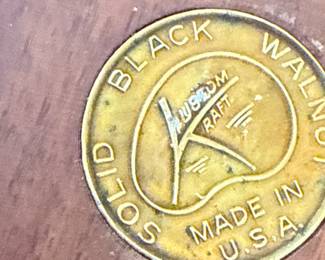 SOLID BLACK WALNUT
KUSTOM
KRAFT
MADE IN
U.S.A.